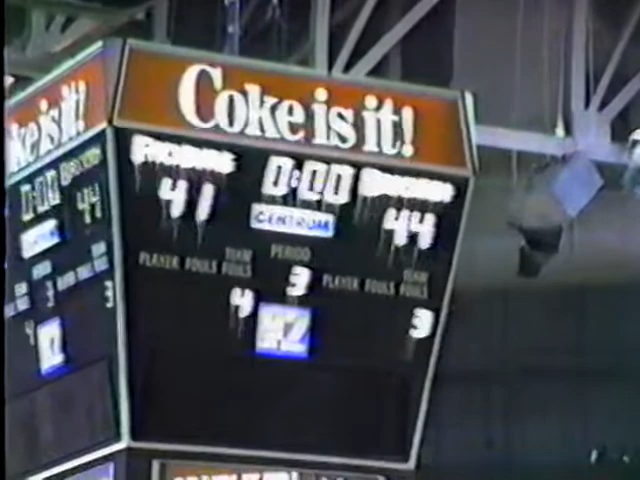 Coke is it!
0:00
41 44
CENTRUM
PERIOD
PLAYER FOULS TEAM FOULS 3 PLAYER FOULS TEAM FOULS
4 3
ke is it!
0:00
44
3
3
4